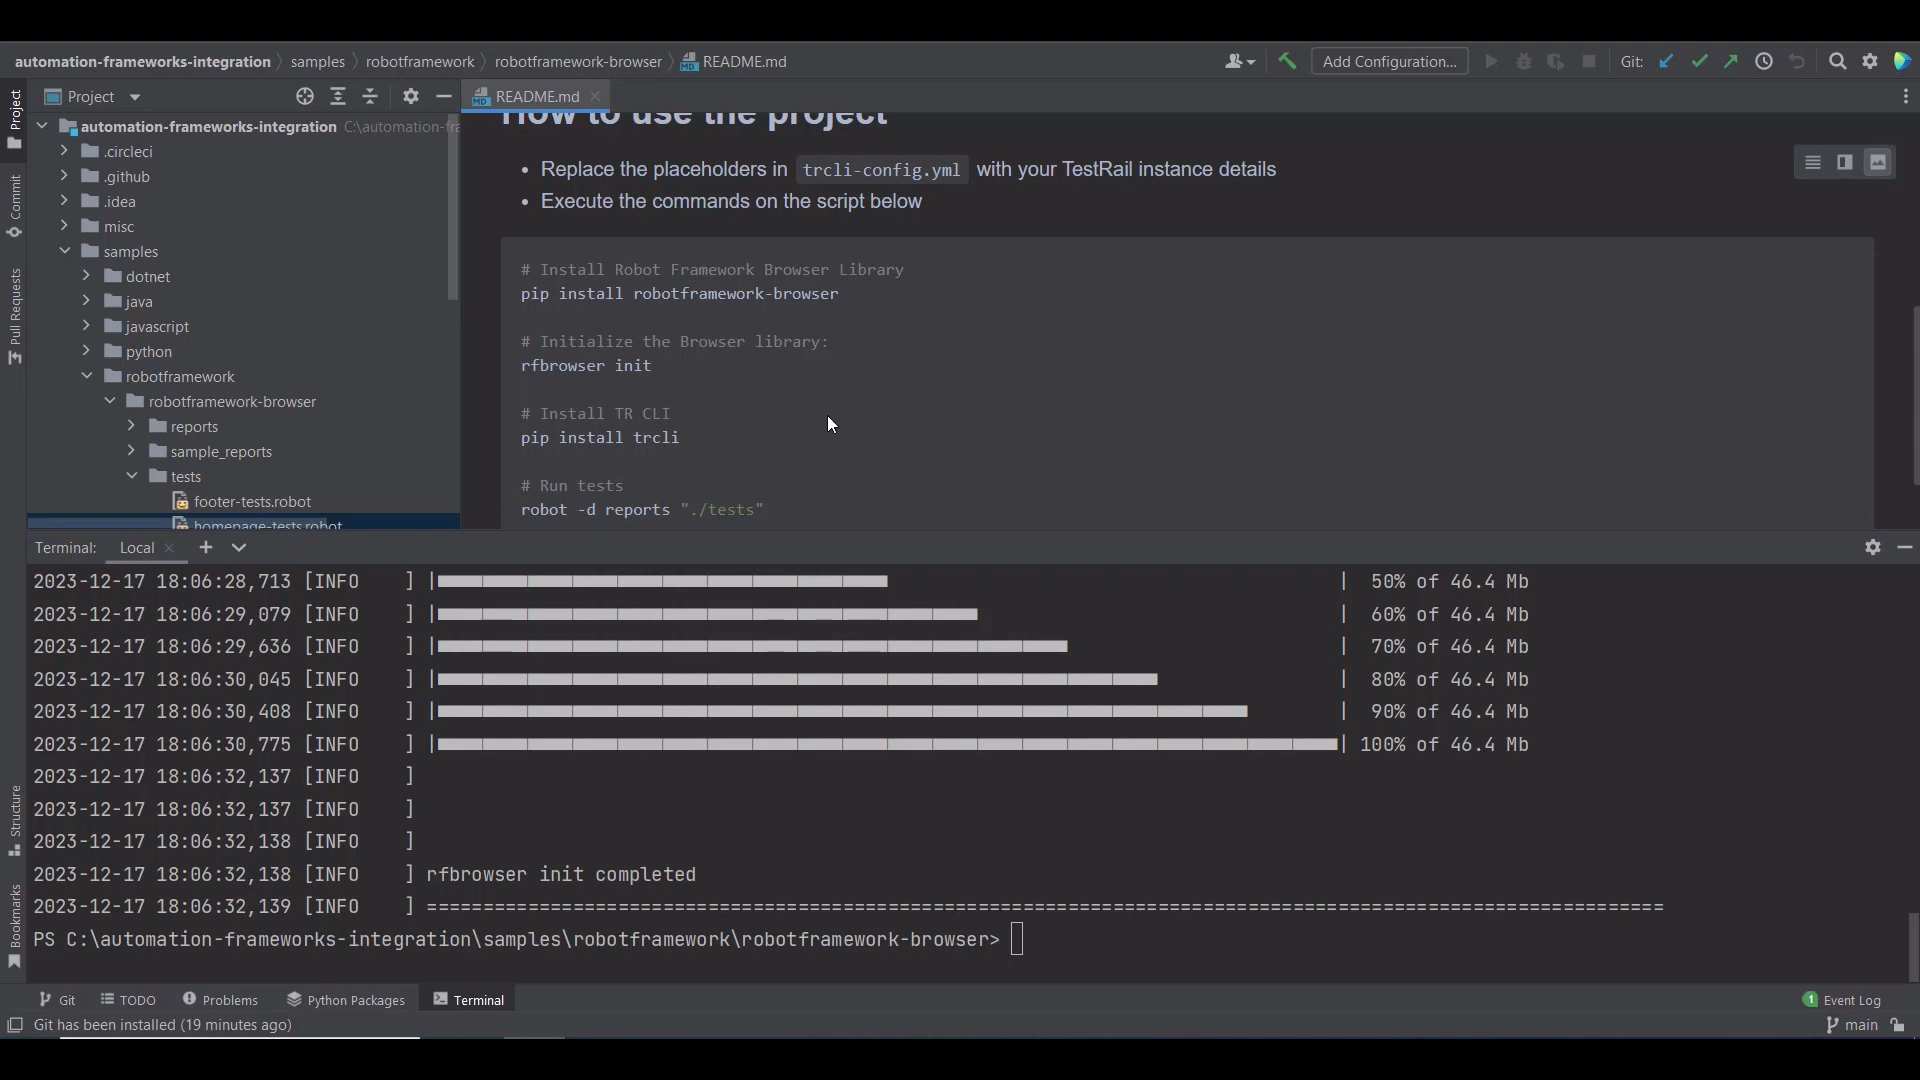 automation-frameworks-integration samples robotframework robotframework-browser README.md Add Configuration... Git:
Project
README.md
Project
Commit
Pull Requests
Structure
Bookmarks
automation-frameworks-integration C:\automation-fra
.circleci
.github
.idea
misc
samples
dotnet
java
javascript
python
robotframework
robotframework-browser
reports
sample_reports
tests
footer-tests.robot
homepage-tests.robot
How to use the project
• Replace the placeholders in trcli-config.yml with your TestRail instance details
• Execute the commands on the script below
# Install Robot Framework Browser Library
pip install robotframework-browser
# Initialize the Browser library:
rfbrowser init
# Install TR CLI
pip install trcli
# Run tests
robot -d reports "./tests"
Terminal: Local
2023-12-17 18:06:28,713 [INFO    ] | | 50% of 46.4 Mb
2023-12-17 18:06:29,079 [INFO    ] | | 60% of 46.4 Mb
2023-12-17 18:06:29,636 [INFO    ] | | 70% of 46.4 Mb
2023-12-17 18:06:30,045 [INFO    ] | | 80% of 46.4 Mb
2023-12-17 18:06:30,408 [INFO    ] | | 90% of 46.4 Mb
2023-12-17 18:06:30,775 [INFO    ] | | 100% of 46.4 Mb
2023-12-17 18:06:32,137 [INFO    ]
2023-12-17 18:06:32,137 [INFO    ]
2023-12-17 18:06:32,138 [INFO    ]
2023-12-17 18:06:32,138 [INFO    ] rfbrowser init completed
2023-12-17 18:06:32,139 [INFO    ] ====================================================================================================================================
PS C:\automation-frameworks-integration\samples\robotframework\robotframework-browser>
Git TODO Problems Python Packages Terminal 1 Event Log
Git has been installed (19 minutes ago) main